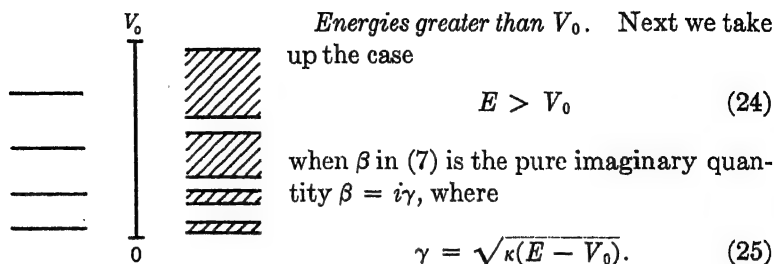 V₀
0
Energies greater than V₀. Next we take
up the case
E > V₀ (24)
when β in (7) is the pure imaginary quan-
tity β = iγ, where
γ = √κ(E − V₀). (25)